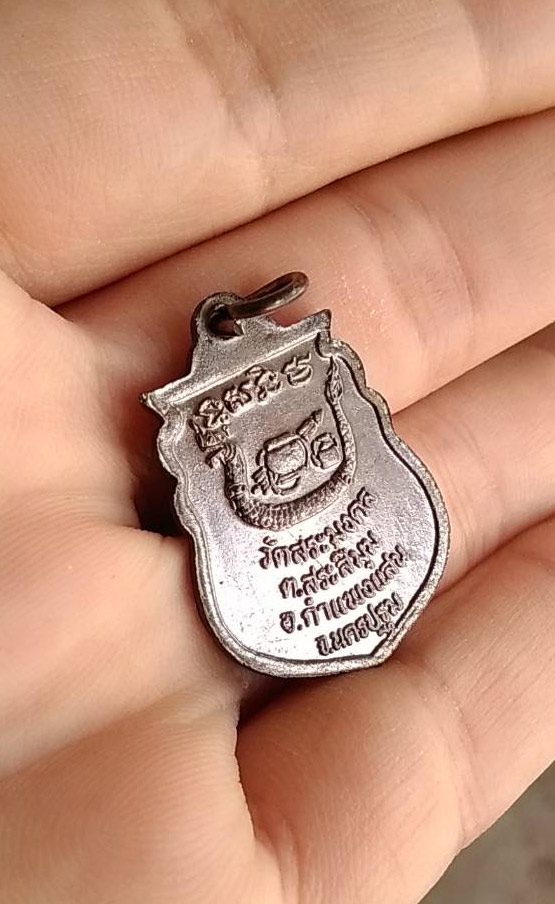 วัดสระมงคล
ต.สระสี่มุม
อ.กำแพงแสน
จ.นครปฐม